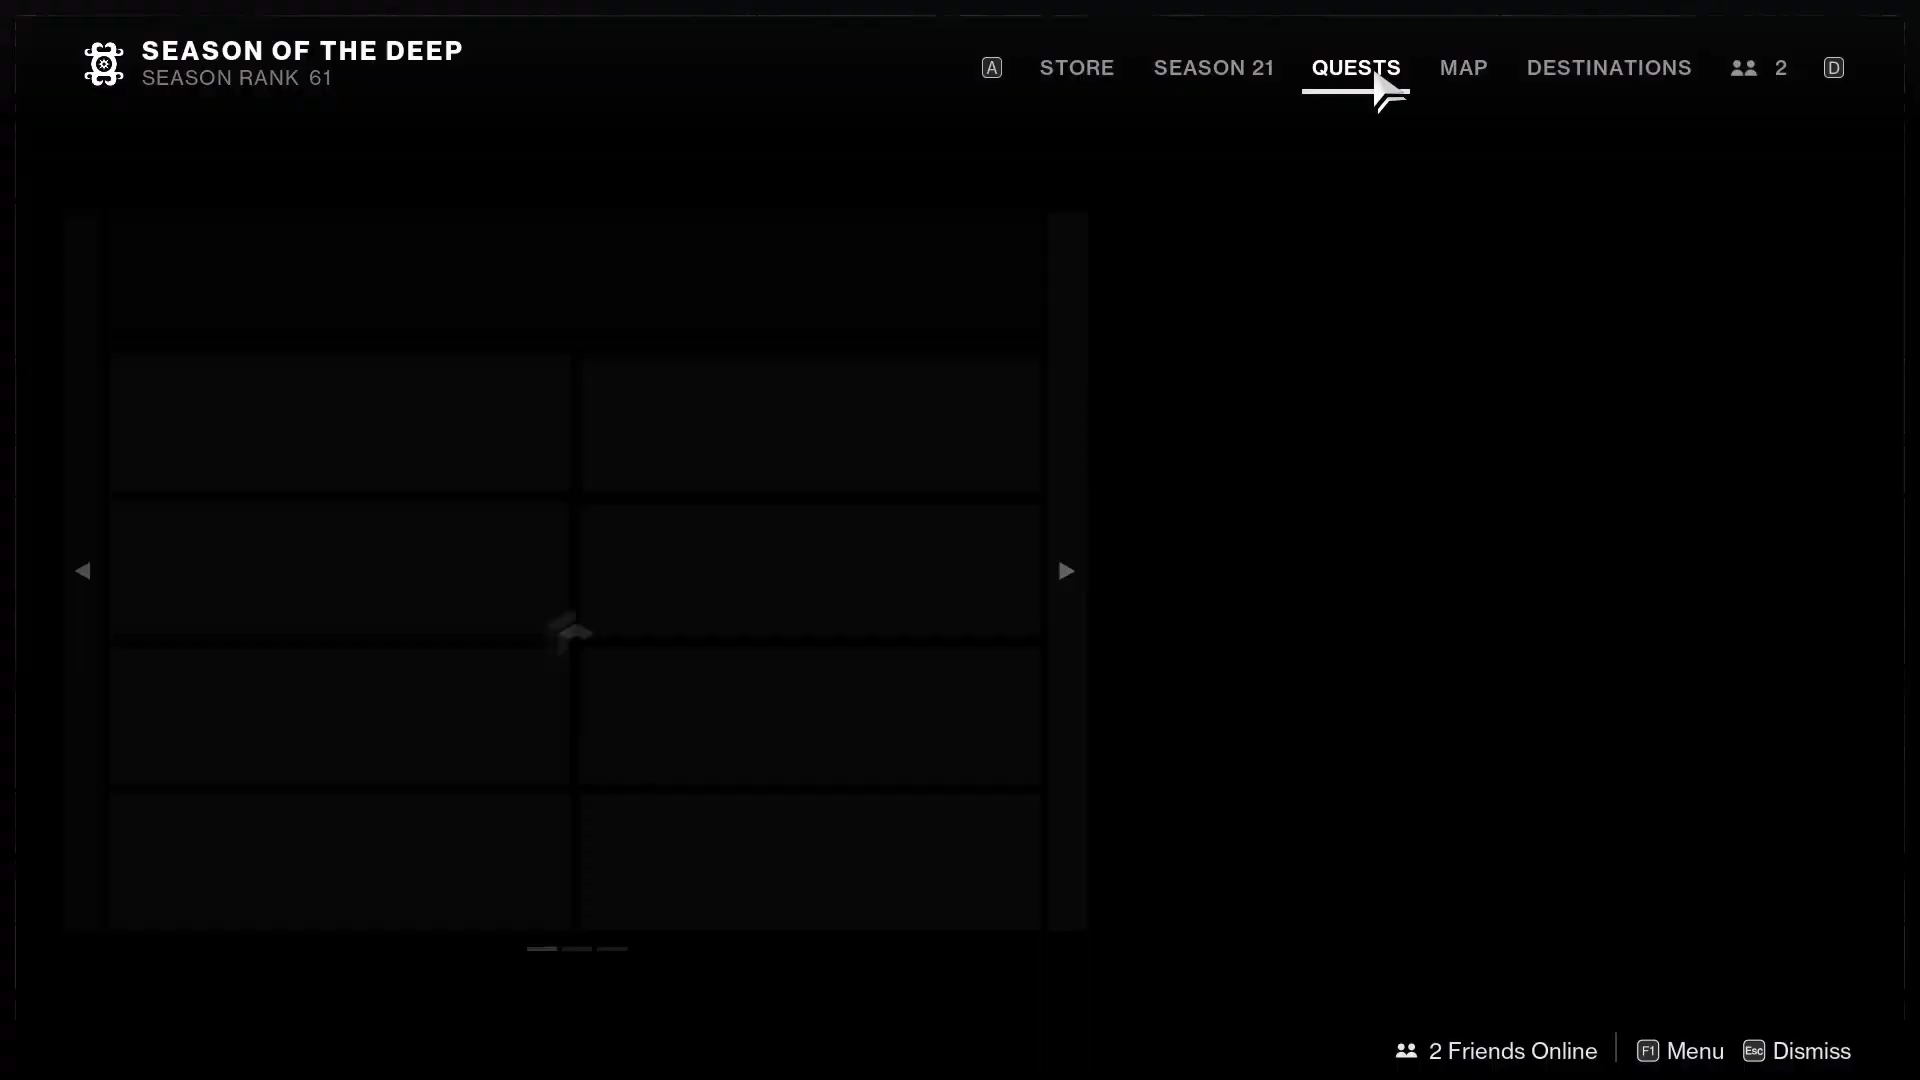 SEASON OF THE DEEP
SEASON RANK 61
A STORE SEASON 21 QUESTS MAP DESTINATIONS 2 D
2 Friends Online F1 Menu Esc Dismiss